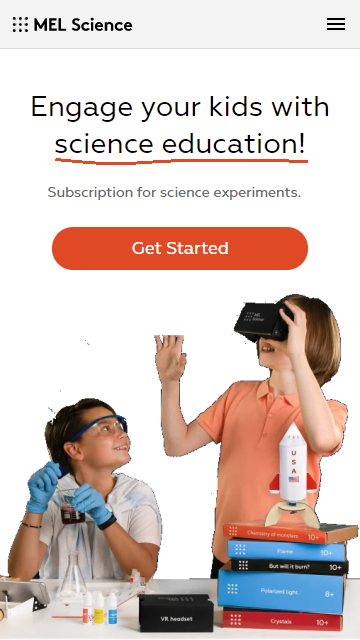 MEL Science
Engage your kids with
science education!
Subscription for science experiments.
Get Started
MEL
Science
USA
Chemistry of monsters 10+
Flame 10+
But will it burn? 10+
Polarized light 8+
Crystals 10+
VR headset